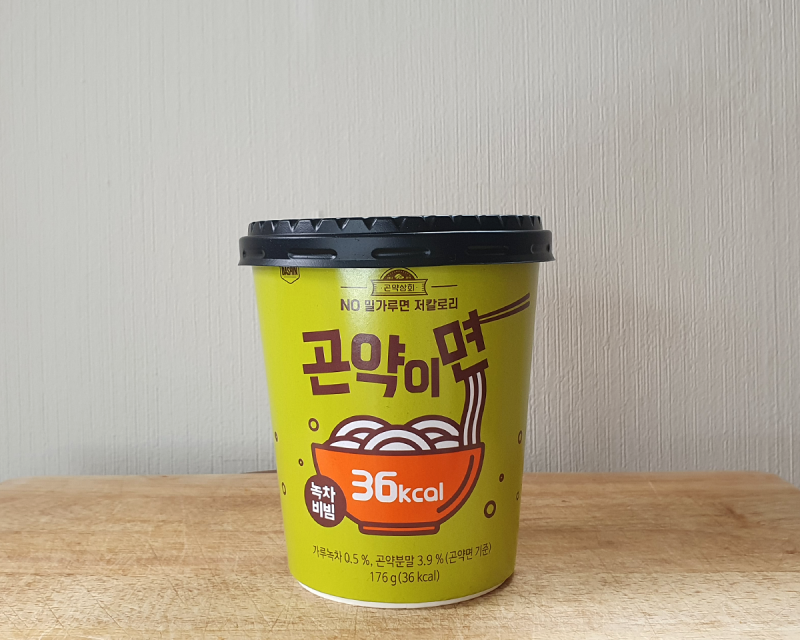 곤약상회
NO 밀가루면 저칼로리
곤약이면
36kcal
녹차
비빔
가루녹차 0.5 %, 곤약분말 3.9 % (곤약면 기준)
176 g (36 kcal)